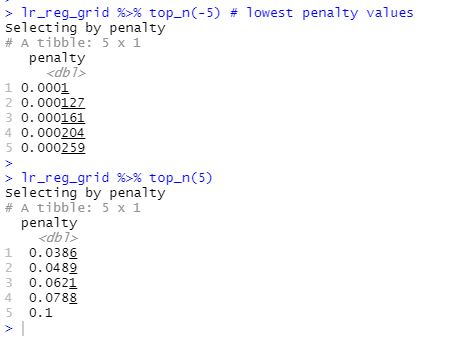 > lr_reg_grid %>% top_n(-5) # lowest penalty values
Selecting by penalty
# A tibble: 5 x 1
penalty
<dbl>
1 0.0001
2 0.000127
3 0.000161
4 0.000204
5 0.000259
>
> lr_reg_grid %>% top_n(5)
Selecting by penalty
# A tibble: 5 x 1
penalty
<dbl>
1 0.0386
2 0.0489
3 0.0621
4 0.0788
5 0.1
>